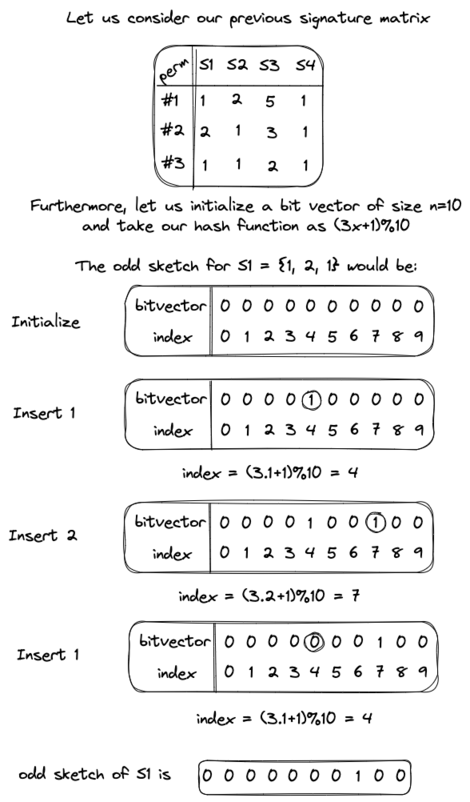 Let us consider our previous signature matrix
perm S1 S2 S3 S4
#1 1 2 5 1
#2 2 1 3 1
#3 1 1 2 1
Furthermore, let us initialize a bit vector of size n=10
and take our hash function as (3x+1)%10
The odd sketch for S1 = {1, 2, 1} would be:
Initialize
bitvector 0 0 0 0 0 0 0 0 0 0
index 0 1 2 3 4 5 6 7 8 9
Insert 1
bitvector 0 0 0 0 1 0 0 0 0 0
index 0 1 2 3 4 5 6 7 8 9
index = (3.1+1)%10 = 4
Insert 2
bitvector 0 0 0 0 1 0 0 1 0 0
index 0 1 2 3 4 5 6 7 8 9
index = (3.2+1)%10 = 7
Insert 1
bitvector 0 0 0 0 0 0 0 1 0 0
index 0 1 2 3 4 5 6 7 8 9
index = (3.1+1)%10 = 4
odd sketch of S1 is 0 0 0 0 0 0 0 1 0 0